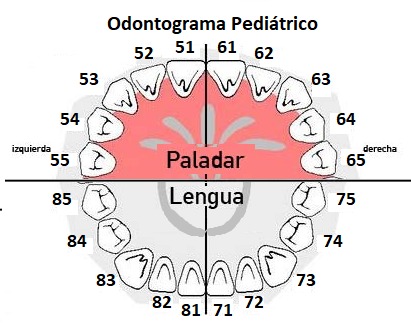 Odontograma Pediátrico
51 61
52 62
53 63
54 64
izquierda derecha
55 Paladar 65
85 Lengua 75
84 74
83 73
82 81 71 72